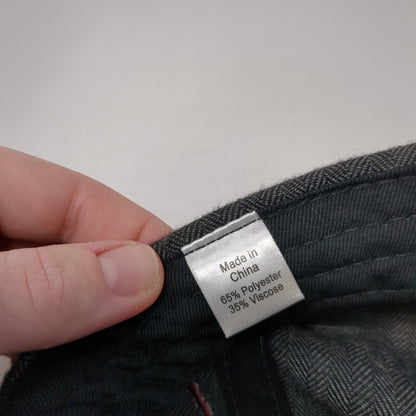 Made in
China
65% Polyester
35% Viscose